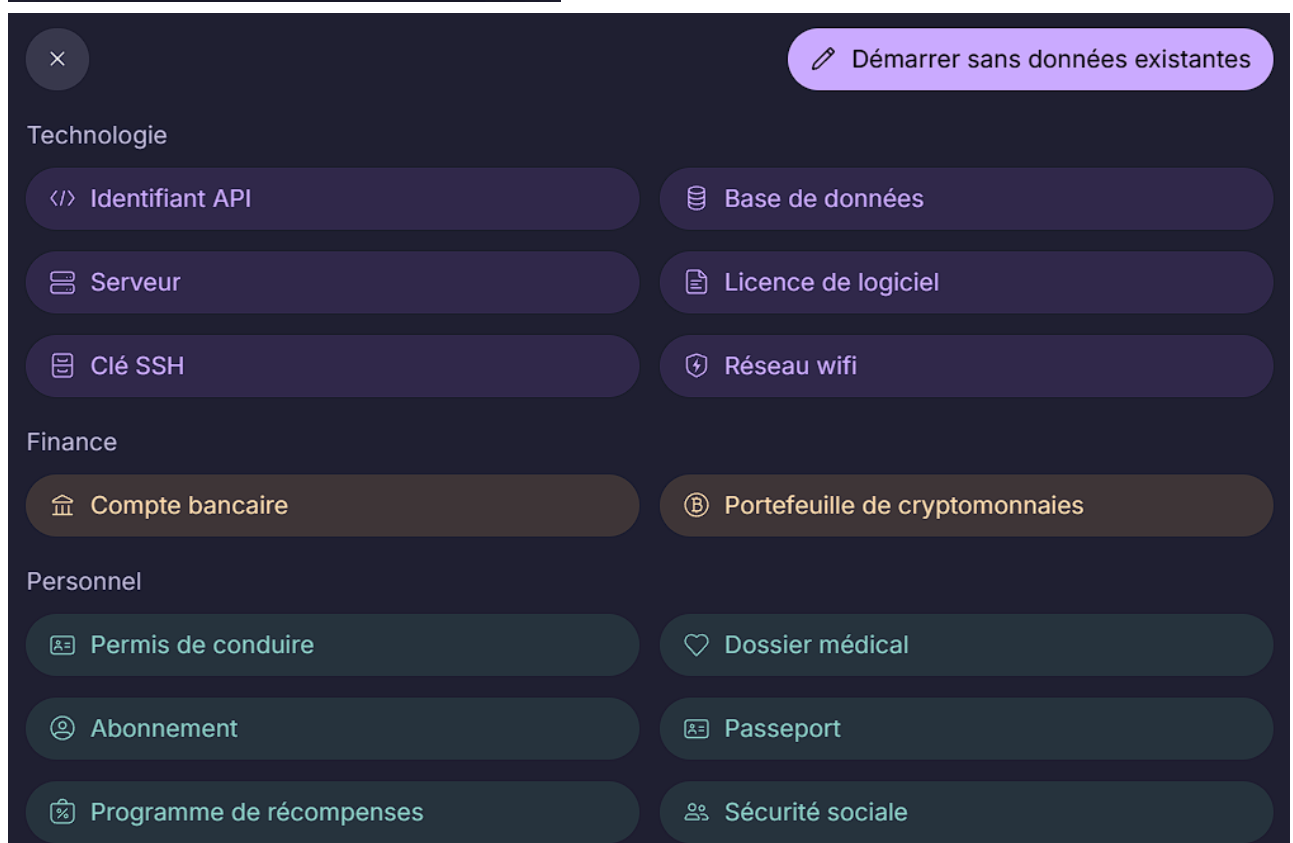 Démarrer sans données existantes
Technologie
Identifiant API
Base de données
Serveur
Licence de logiciel
Clé SSH
Réseau wifi
Finance
Compte bancaire
Portefeuille de cryptomonnaies
Personnel
Permis de conduire
Dossier médical
Abonnement
Passeport
Programme de récompenses
Sécurité sociale